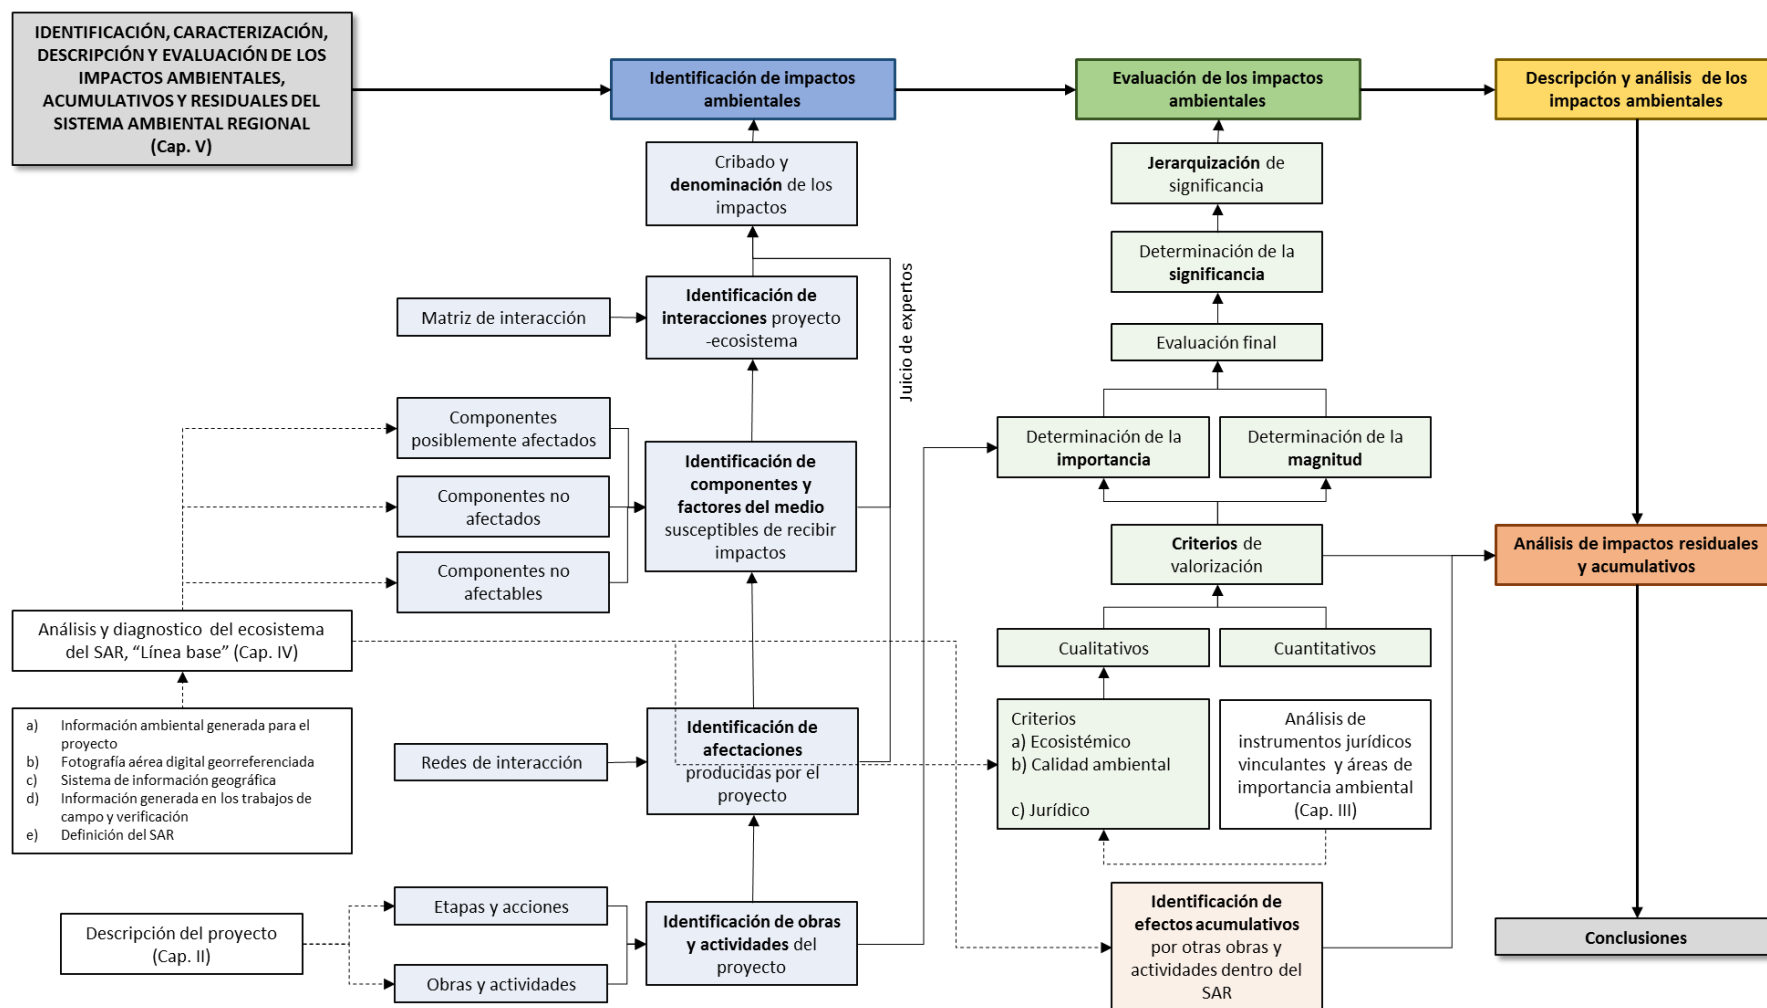 IDENTIFICACIÓN, CARACTERIZACIÓN,
DESCRIPCIÓN Y EVALUACIÓN DE LOS
IMPACTOS AMBIENTALES,
ACUMULATIVOS Y RESIDUALES DEL
SISTEMA AMBIENTAL REGIONAL
(Cap. V)
Identificación de impactos
ambientales
Evaluación de los impactos
ambientales
Descripción y análisis de los
impactos ambientales
Cribado y
denominación de los
impactos
Matriz de interacción
Identificación de
interacciones proyecto
-ecosistema
Juicio de expertos
Componentes
posiblemente afectados
Componentes no
afectados
Componentes no
afectables
Identificación de
componentes y
factores del medio
susceptibles de recibir
impactos
Análisis y diagnostico del ecosistema
del SAR, “Línea base” (Cap. IV)
a) Información ambiental generada para el
proyecto
b) Fotografía aérea digital georreferenciada
c) Sistema de información geográfica
d) Información generada en los trabajos de
campo y verificación
e) Definición del SAR
Redes de interacción
Identificación de
afectaciones
producidas por el
proyecto
Descripción del proyecto
(Cap. II)
Etapas y acciones
Obras y actividades
Identificación de obras
y actividades del
proyecto
Jerarquización de
significancia
Determinación de la
significancia
Evaluación final
Determinación de la
importancia
Determinación de la
magnitud
Criterios de
valorización
Cualitativos
Cuantitativos
Criterios
a) Ecosistémico
b) Calidad ambiental
c) Jurídico
Análisis de
instrumentos jurídicos
vinculantes y áreas de
importancia ambiental
(Cap. III)
Identificación de
efectos acumulativos
por otras obras y
actividades dentro del
SAR
Análisis de impactos residuales
y acumulativos
Conclusiones